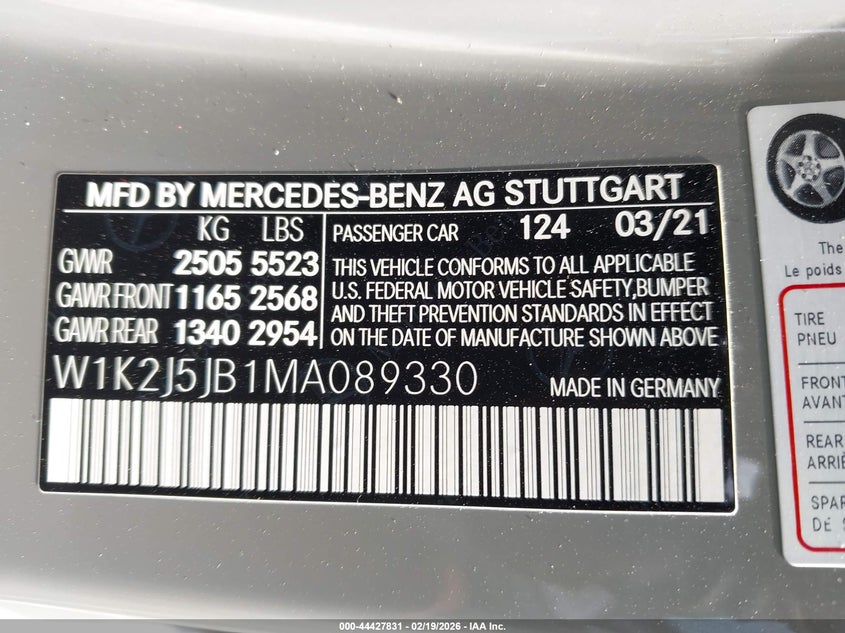 MFD BY MERCEDES-BENZ AG STUTTGART
KG LBS
GWR 2505 5523
GAWR FRONT 1165 2568
GAWR REAR 1340 2954
PASSENGER CAR 124 03/21
THIS VEHICLE CONFORMS TO ALL APPLICABLE
U.S. FEDERAL MOTOR VEHICLE SAFETY,BUMPER
AND THEFT PREVENTION STANDARDS IN EFFECT
ON THE DATE OF MANUFACTURE SHOWN ABOVE
W1K2J5JB1MA089330 MADE IN GERMANY
The
Le poids
TIRE
PNEU
FRONT
AVANT
REAR
ARRIÈ
SPAR
DE
000-44427831 - 02/19/2026 - IAA Inc.